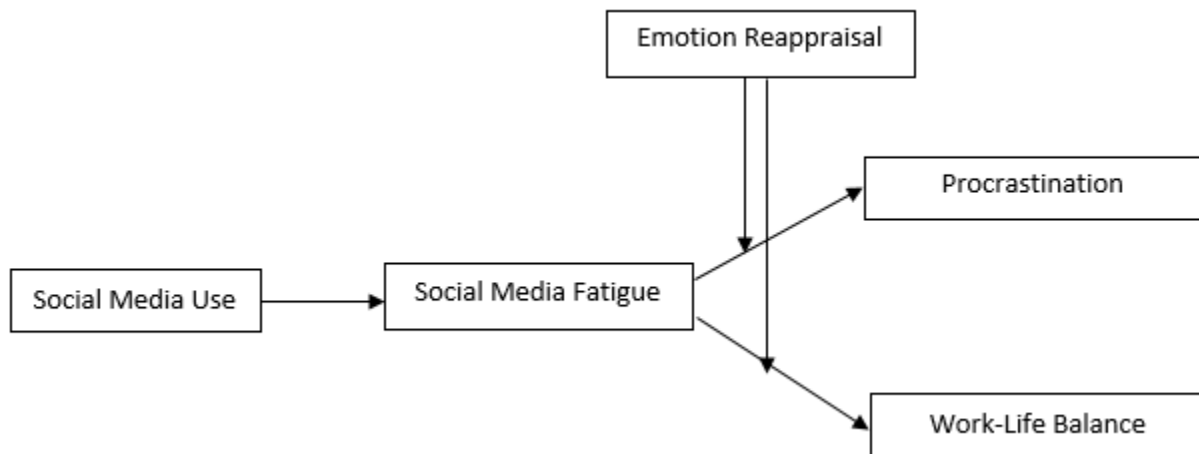 Emotion Reappraisal
Procrastination
Social Media Use
Social Media Fatigue
Work-Life Balance